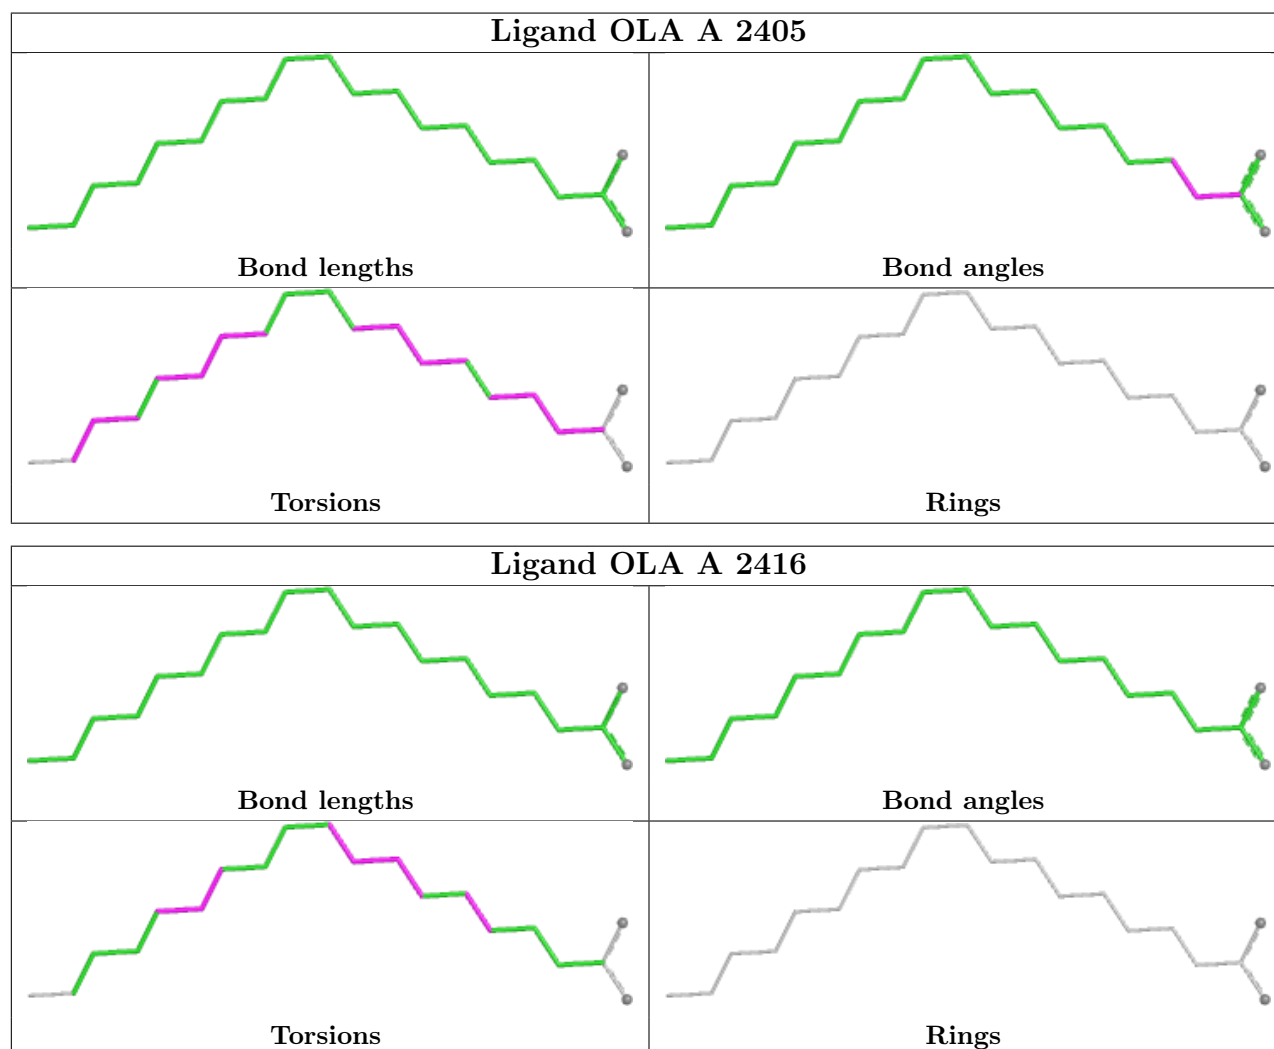 Ligand OLA A 2405
Bond lengths
Bond angles
Torsions
Rings
Ligand OLA A 2416
Bond lengths
Bond angles
Torsions
Rings